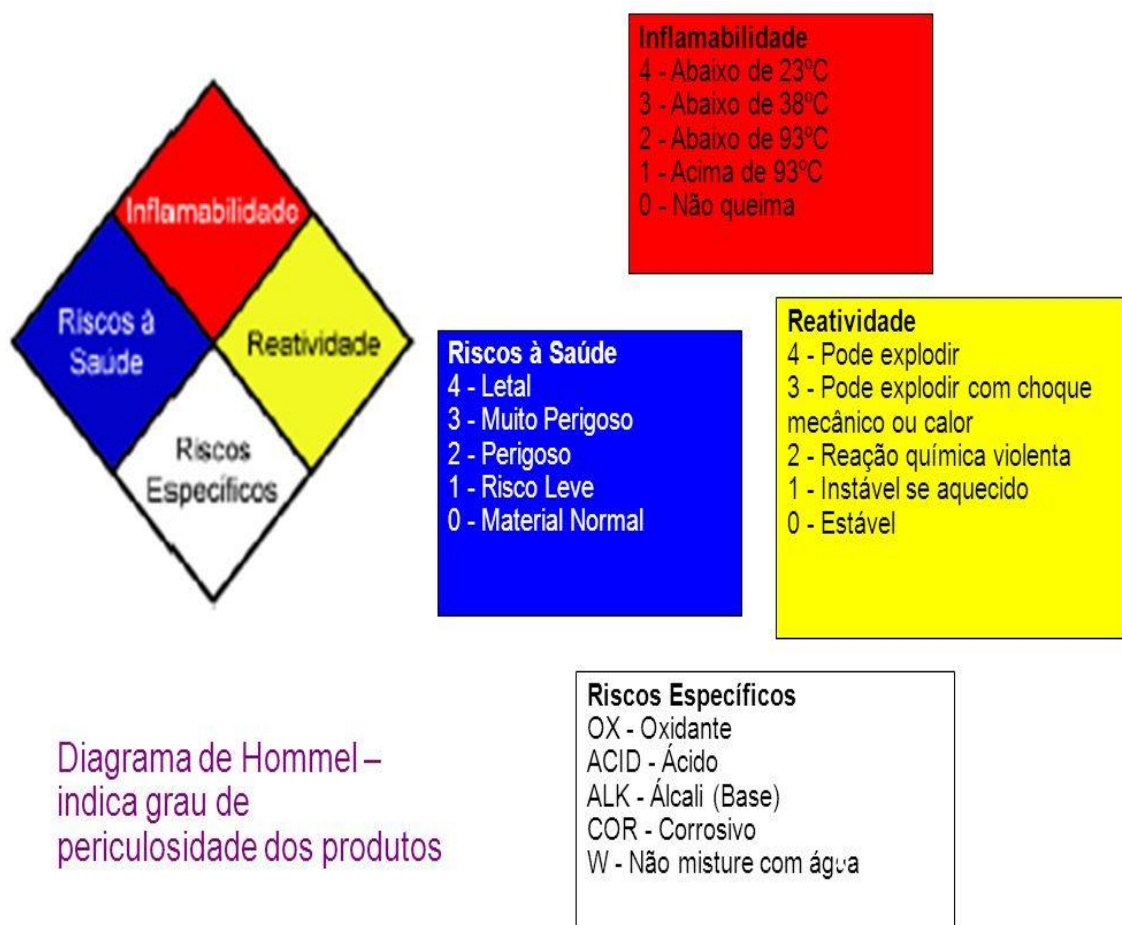 Inflamabilidade
Riscos à
Saúde
Reatividade
Riscos
Específicos
Inflamabilidade
4 - Abaixo de 23ºC
3 - Abaixo de 38ºC
2 - Abaixo de 93ºC
1 - Acima de 93ºC
0 - Não queima
Riscos à Saúde
4 - Letal
3 - Muito Perigoso
2 - Perigoso
1 - Risco Leve
0 - Material Normal
Reatividade
4 - Pode explodir
3 - Pode explodir com choque
mecânico ou calor
2 - Reação química violenta
1 - Instável se aquecido
0 - Estável
Riscos Específicos
OX - Oxidante
ACID - Ácido
ALK - Álcali (Base)
COR - Corrosivo
W - Não misture com água
Diagrama de Hommel –
indica grau de
periculosidade dos produtos